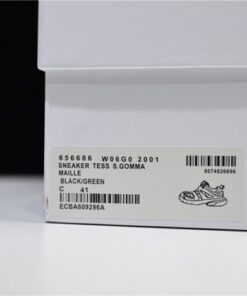 656686 W06G0 2001
SNEAKER TESS S.GOMMA
MAILLE
BLACK/GREEN
C 41
ECBA609296A
8074826696